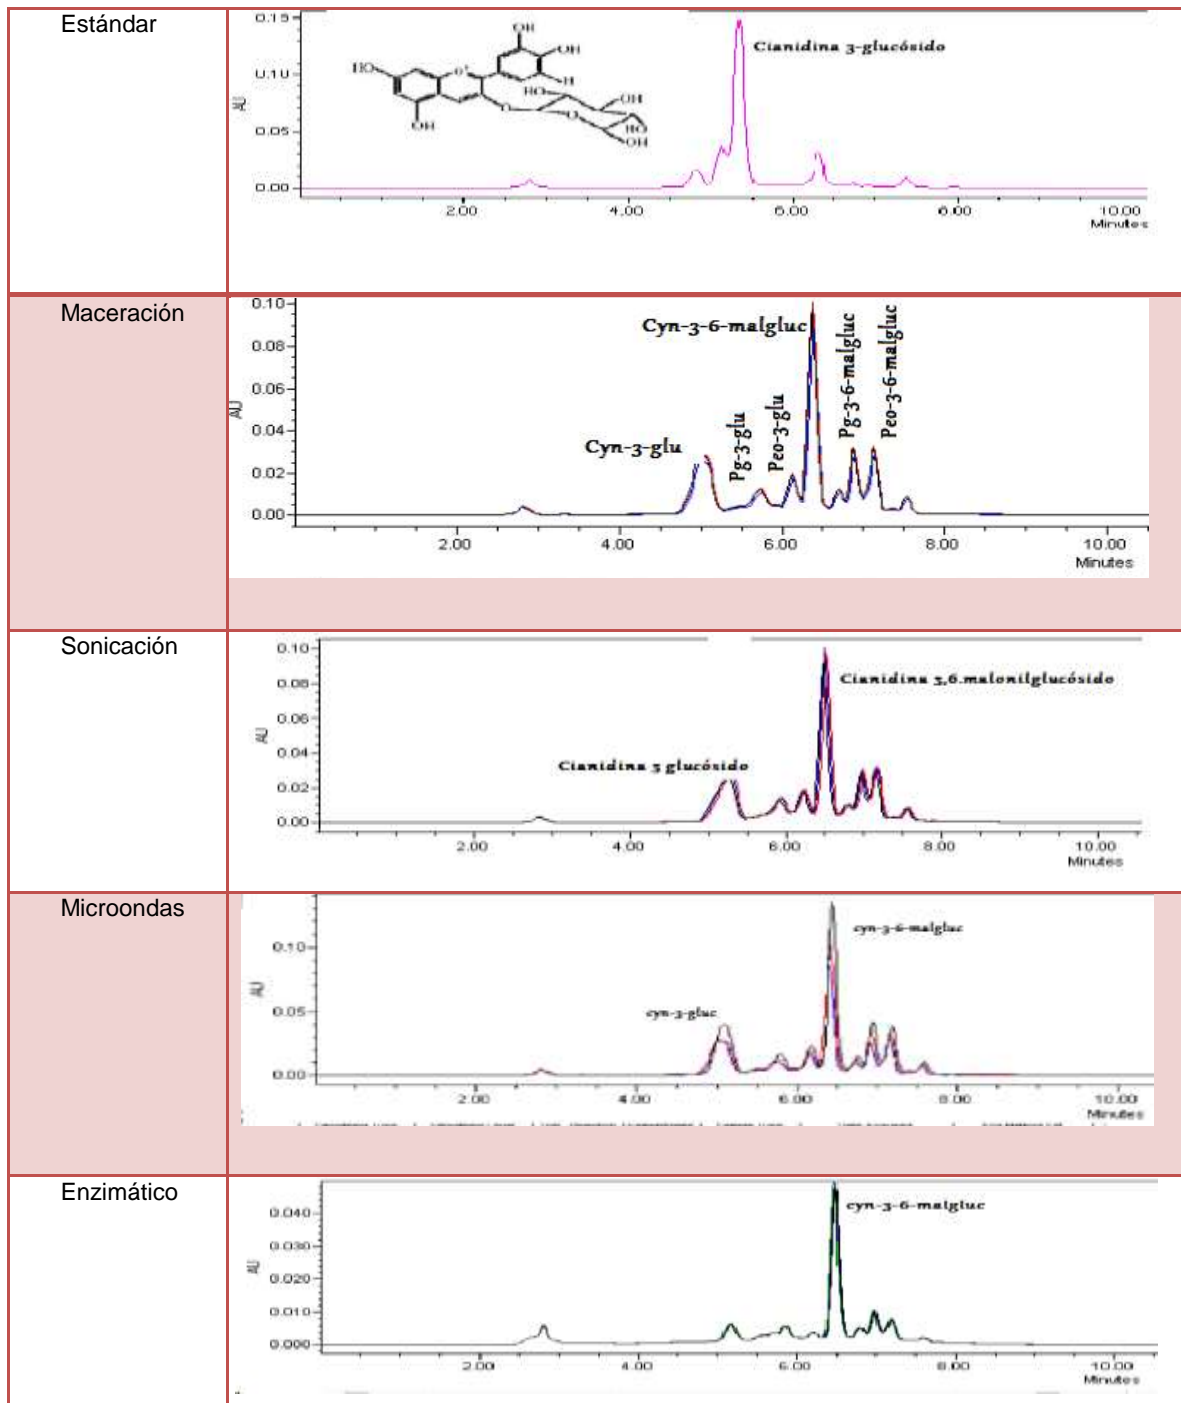 Estándar
0.15
0.10
0.05
0.00
AU
OH
OH
HO
O+
H
HO
OH
O
O
HO
OH
OH
Cianidina 3-glucósido
2.00 4.00 6.00 6.00 10.00
Minutes
Maceración
0.10
0.08
0.06
0.04
0.02
0.00
AU
Cyn-3-glu
Pg-3-glu
Peo-3-glu
Cyn-3-6-malgluc
Pg-3-6-malgluc
Peo-3-6-malgluc
2.00 4.00 6.00 8.00 10.00
Minutes
Sonicación
0.10
0.08
0.06
0.04
0.02
0.00
AU
Cianidina 3 glucósido
Cianidina 3,6.malonilglucósido
2.00 4.00 6.00 8.00 10.00
Minutes
Microondas
0.10
0.05
0.00
AU
cyn-3-gluc
cyn-3-6-malgluc
2.00 4.00 6.00 8.00 10.00
Minutes
Enzimático
0.040
0.030
0.020
0.010
0.000
AU
cyn-3-6-malgluc
2.00 4.00 6.00 8.00 10.00
Minutes